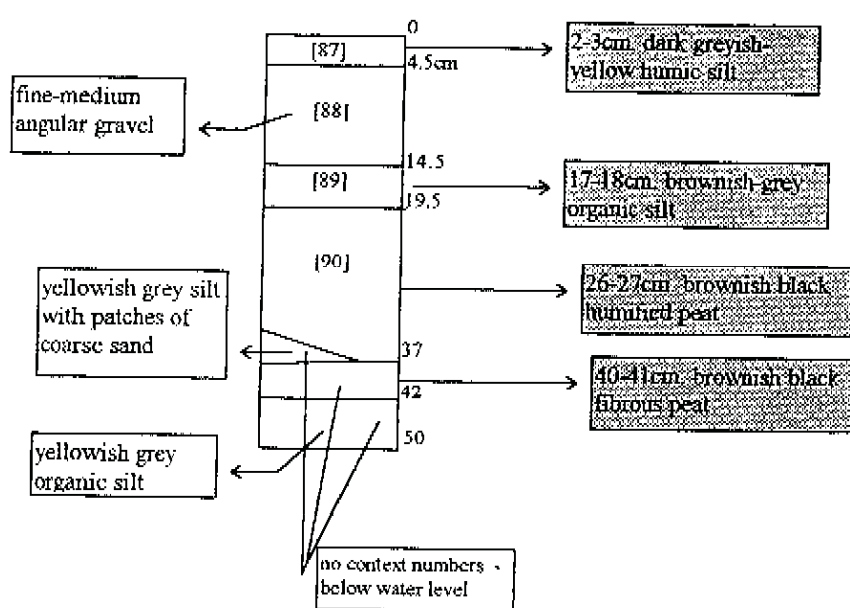 0
[87]
4.5cm
2-3cm. dark greyish-
yellow humic silt
fine-medium
angular gravel
[88]
14.5
[89]
19.5
17-18cm. brownish-grey
organic silt
[90]
26-27cm. brownish black
humified peat
yellowish grey silt
with patches of
coarse sand
37
42
40-41cm. brownish black
fibrous peat
50
yellowish grey
organic silt
no context numbers -
below water level